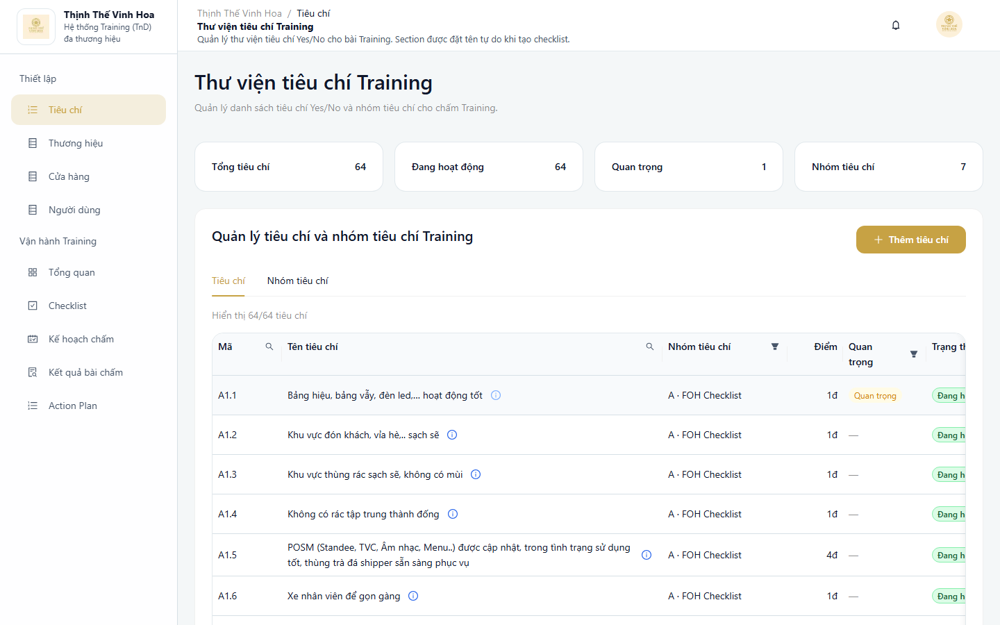 Thịnh Thế Vinh Hoa
Hệ thống Training (TnD)
đa thương hiệu
Thiết lập
Tiêu chí
Thương hiệu
Cửa hàng
Người dùng
Vận hành Training
Tổng quan
Checklist
Kế hoạch chấm
Kết quả bài chấm
Action Plan
Thịnh Thế Vinh Hoa / Tiêu chí
Thư viện tiêu chí Training
Quản lý thư viện tiêu chí Yes/No cho bài Training. Section được đặt tên tự do khi tạo checklist.
Thư viện tiêu chí Training
Quản lý danh sách tiêu chí Yes/No và nhóm tiêu chí cho chấm Training.
Tổng tiêu chí 64
Đang hoạt động 64
Quan trọng 1
Nhóm tiêu chí 7
Quản lý tiêu chí và nhóm tiêu chí Training
Thêm tiêu chí
Tiêu chí
Nhóm tiêu chí
Hiển thị 64/64 tiêu chí
Mã Tên tiêu chí Nhóm tiêu chí Điểm Quan trọng Trạng th
A1.1 Bảng hiệu, bảng vẫy, đèn led,... hoạt động tốt A · FOH Checklist 1đ Quan trọng Đang h
A1.2 Khu vực đón khách, vỉa hè,.. sạch sẽ A · FOH Checklist 1đ — Đang h
A1.3 Khu vực thùng rác sạch sẽ, không có mùi A · FOH Checklist 1đ — Đang h
A1.4 Không có rác tập trung thành đống A · FOH Checklist 1đ — Đang h
A1.5 POSM (Standee, TVC, Âm nhạc, Menu..) được cập nhật, trong tình trạng sử dụng
tốt, thùng trà đá shipper sẵn sàng phục vụ A · FOH Checklist 4đ — Đang h
A1.6 Xe nhân viên để gọn gàng A · FOH Checklist 1đ — Đang h